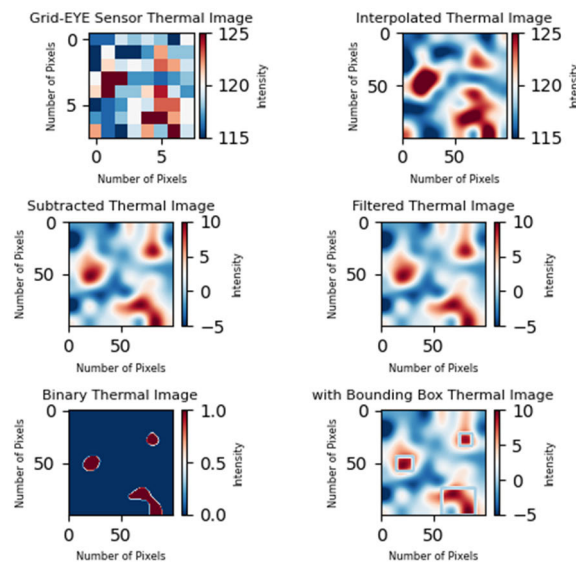 Grid-EYE Sensor Thermal Image
Number of Pixels
0
5
0
5
Number of Pixels
125
120
115
Intensity
Interpolated Thermal Image
Number of Pixels
0
50
0
50
Number of Pixels
125
120
115
Intensity
Subtracted Thermal Image
Number of Pixels
0
50
0
50
Number of Pixels
10
5
0
−5
Intensity
Filtered Thermal Image
Number of Pixels
0
50
0
50
Number of Pixels
10
5
0
−5
Intensity
Binary Thermal Image
Number of Pixels
0
50
0
50
Number of Pixels
1.0
0.5
0.0
Intensity
with Bounding Box Thermal Image
Number of Pixels
0
50
0
50
Number of Pixels
10
5
0
−5
Intensity